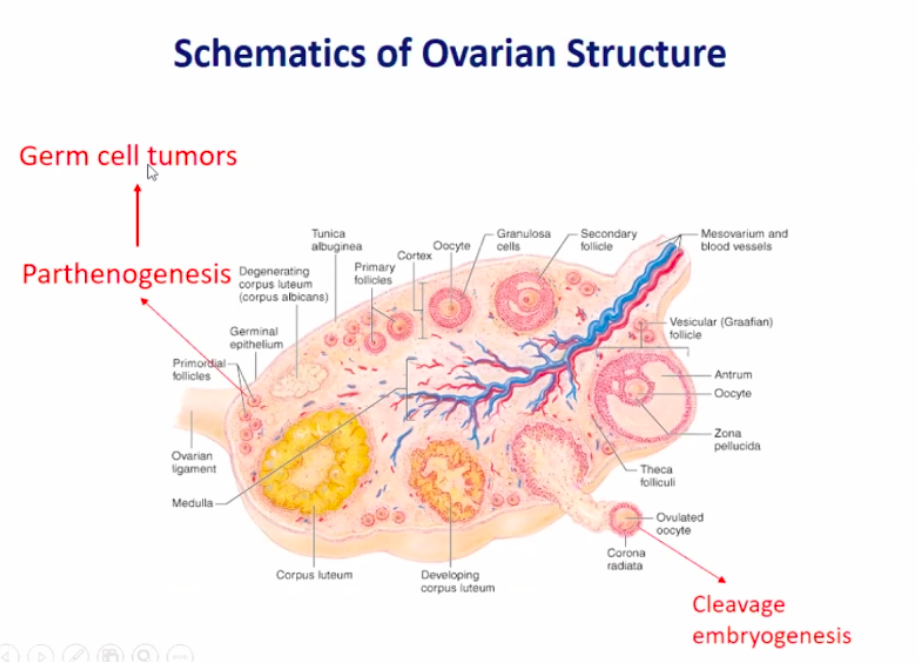 Schematics of Ovarian Structure
Germ cell tumors
Parthenogenesis
Tunica
albuginea
Degenerating
corpus luteum
(corpus albicans)
Primary
follicles
Cortex
Oocyte
Granulosa
cells
Secondary
follicle
Mesovarium and
blood vessels
Germinal
epithelium
Primordial
follicles
Vesicular (Graafian)
follicle
Antrum
Oocyte
Zona
pellucida
Ovarian
ligament
Medulla
Theca
folliculi
Ovulated
oocyte
Corona
radiata
Corpus luteum
Developing
corpus luteum
Cleavage
embryogenesis